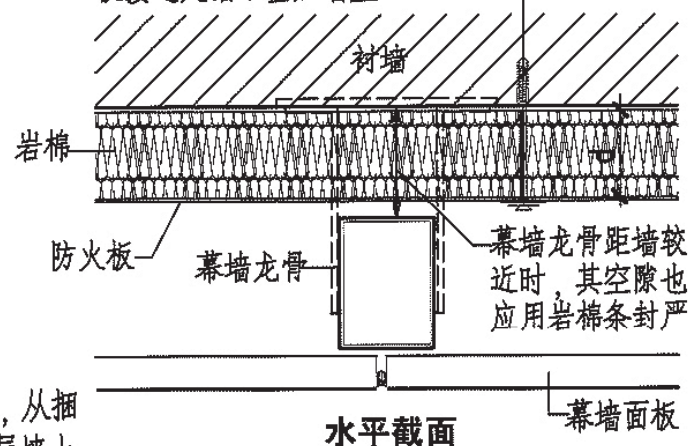 衬墙
岩棉
d
防火板
幕墙龙骨
幕墙龙骨距墙较
近时，其空隙也
应用岩棉条封严
幕墙面板
，从捆
水平截面